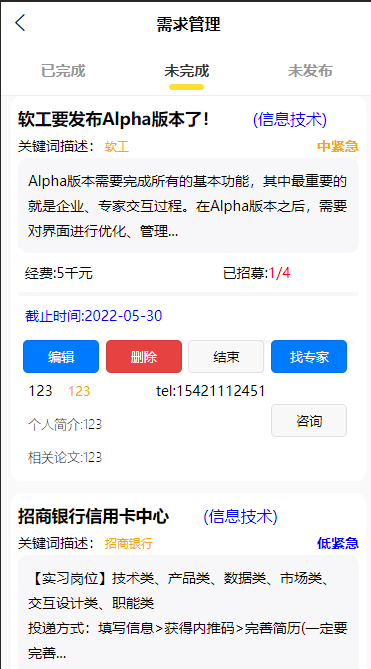 需求管理
已完成 未完成 未发布
软工要发布Alpha版本了！ (信息技术)
关键词描述： 软工 中紧急
Alpha版本需要完成所有的基本功能，其中最重要的
就是企业、专家交互过程。在Alpha版本之后，需要
对界面进行优化、管理...
经费:5千元 已招募:1/4
截止时间:2022-05-30
编辑 删除 结束 找专家
123 123 tel:15421112451
个人简介:123 咨询
相关论文:123
招商银行信用卡中心 (信息技术)
关键词描述： 招商银行 低紧急
【实习岗位】技术类、产品类、数据类、市场类、
交互设计类、职能类
投递方式：填写信息>获得内推码>完善简历(一定要
完善...